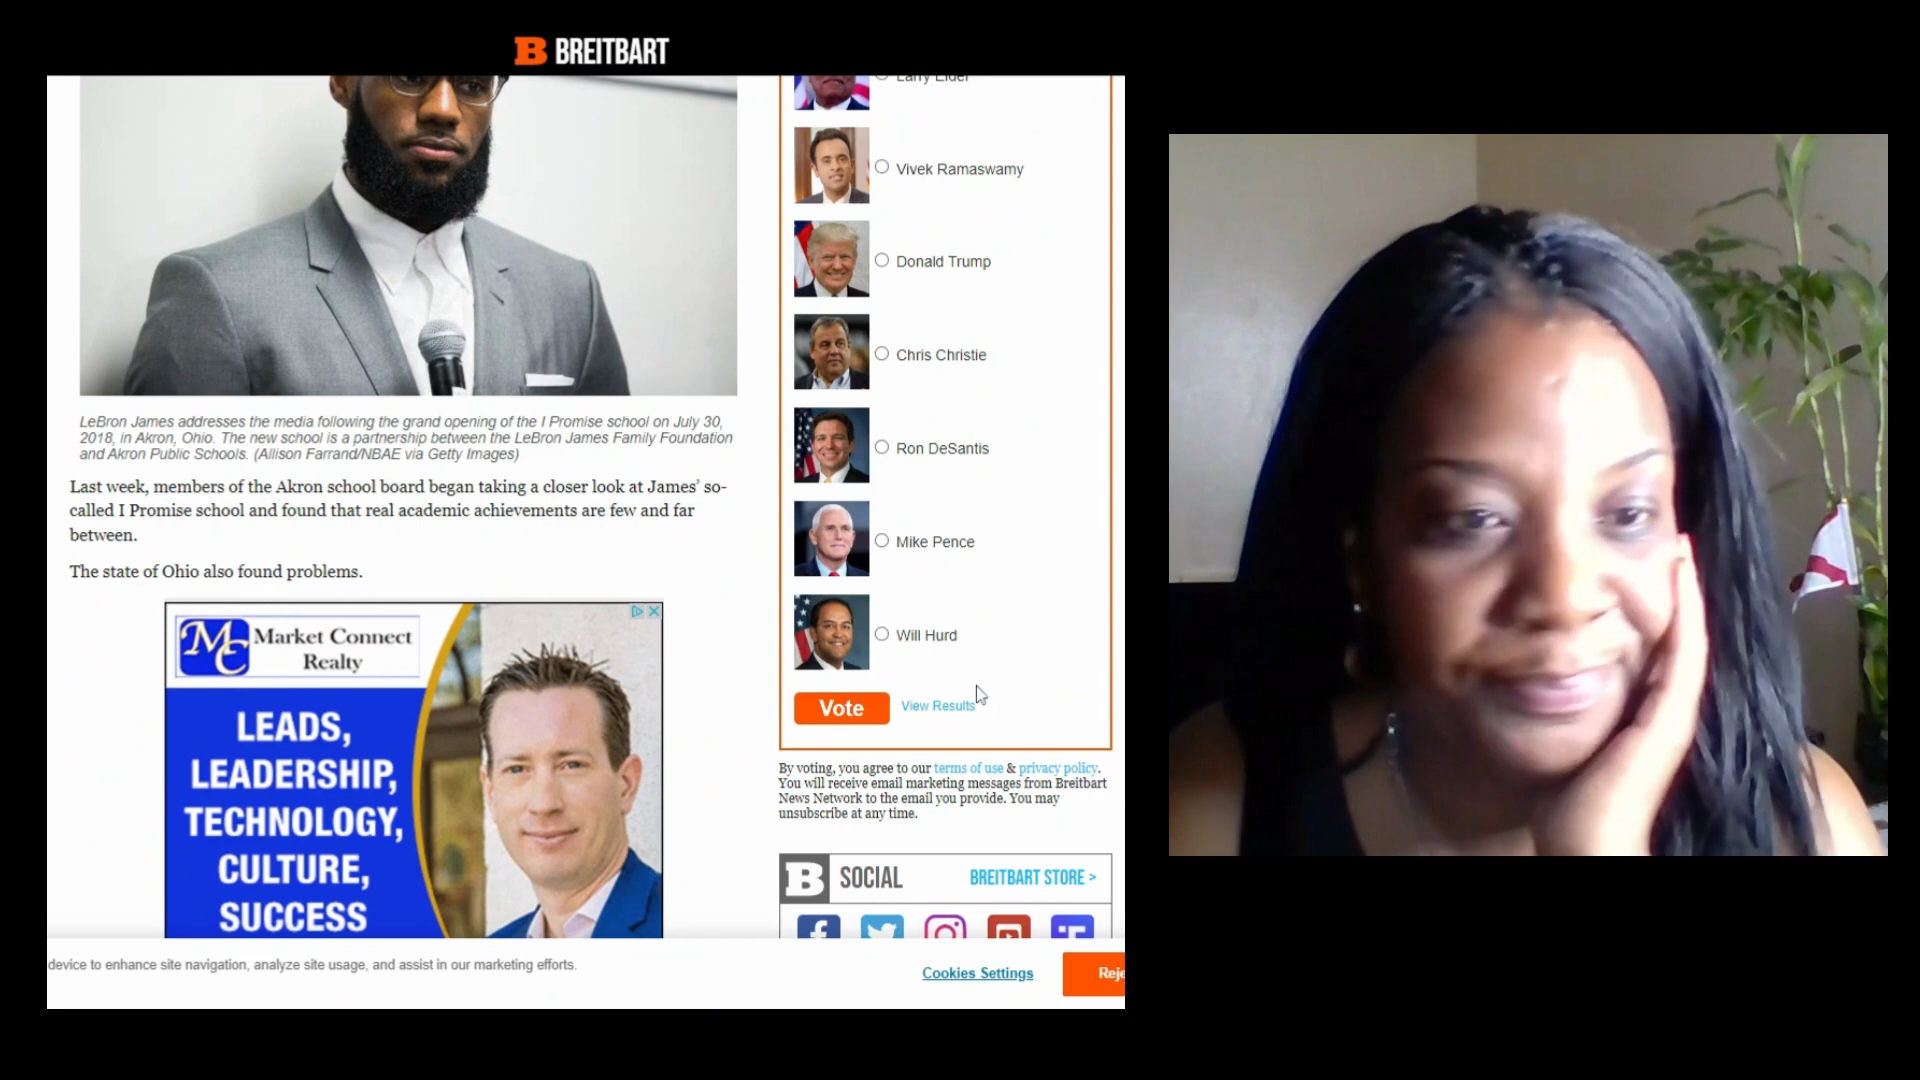 BREITBART
Larry Elder
Vivek Ramaswamy
Donald Trump
Chris Christie
Ron DeSantis
Mike Pence
Will Hurd
Vote
View Results
LeBron James addresses the media following the grand opening of the I Promise school on July 30,
2018, in Akron, Ohio. The new school is a partnership between the LeBron James Family Foundation
and Akron Public Schools. (Allison Farrand/NBAE via Getty Images)
Last week, members of the Akron school board began taking a closer look at James' so-
called I Promise school and found that real academic achievements are few and far
between.
The state of Ohio also found problems.
MC
Market Connect
Realty
LEADS,
LEADERSHIP,
TECHNOLOGY,
CULTURE,
SUCCESS
By voting, you agree to our terms of use & privacy policy.
You will receive email marketing messages from Breitbart
News Network to the email you provide. You may
unsubscribe at any time.
B SOCIAL
BREITBART STORE >
device to enhance site navigation, analyze site usage, and assist in our marketing efforts.
Cookies Settings
Reje